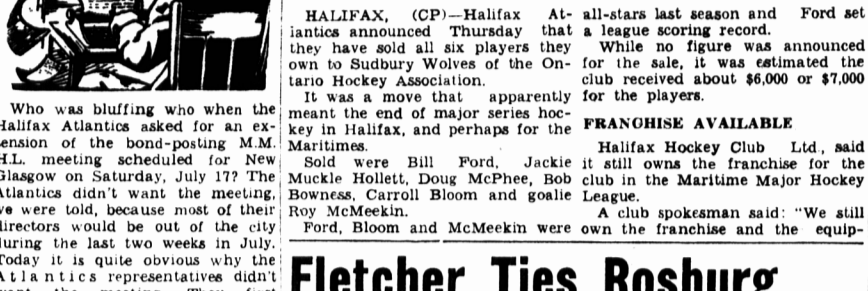 Who was bluffing who when the
Halifax Atlantics asked for an ex-
ension of the bond-posting M.M.
H.L. meeting scheduled for New
Glasgow on Saturday, July 17? The
Atlantics didn't want the meeting,
we were told, because most of their
directors would be out of the city
during the last two weeks in July.
Today it is quite obvious why the
Atlantics representatives didn't
HALIFAX, (CP)—Halifax At-
lantics announced Thursday that
they have sold all six players they
own to Sudbury Wolves of the On-
tario Hockey Association.
It was a move that apparently
meant the end of major series hoc-
key in Halifax, and perhaps for the
Maritimes.
Sold were Bill Ford, Jackie
Muckle Hollett, Doug McPhee, Bob
Bowness, Carroll Bloom and goalie
Roy McMeekin.
Ford, Bloom and McMeekin were
all-stars last season and Ford set
a league scoring record.
While no figure was announced
for the sale, it was estimated the
club received about $6,000 or $7,000
for the players.
FRANCHISE AVAILABLE
Halifax Hockey Club Ltd., said
it still owns the franchise for the
club in the Maritime Major Hockey
League.
A club spokesman said: "We still
own the franchise and the equip-
Fletcher Ties Rosburg